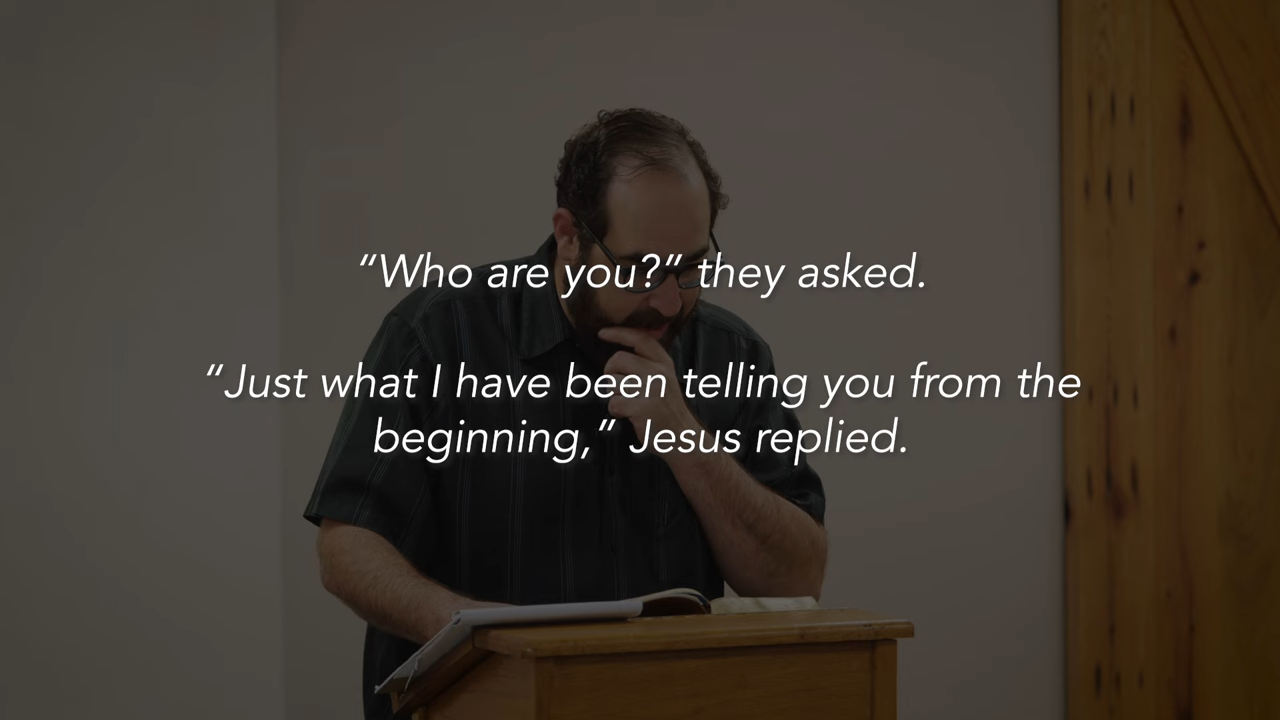 “Who are you?” they asked.
“Just what I have been telling you from the
beginning,” Jesus replied.